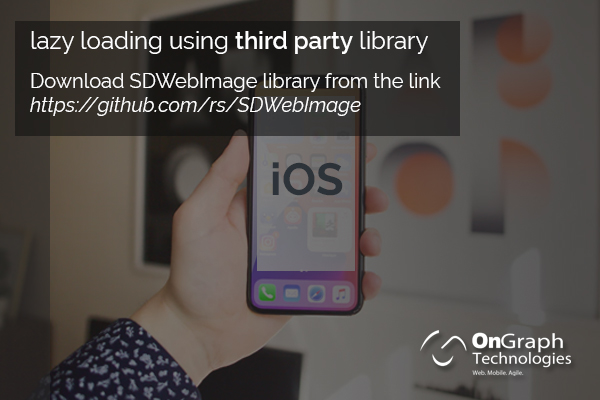 lazy loading using third party library
Download SDWebImage library from the link
https://github.com/rs/SDWebImage
iOS
OnGraph
Technologies
Web. Mobile. Agile.